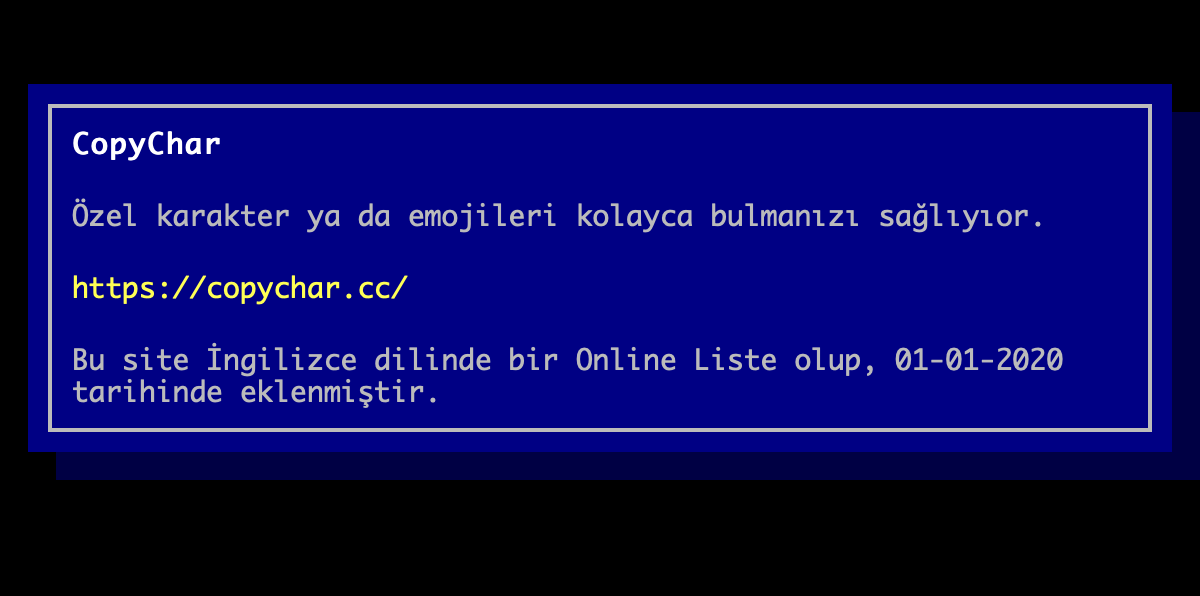 CopyChar
Özel karakter ya da emojileri kolayca bulmanızı sağlıyıor.
https://copychar.cc/
Bu site İngilizce dilinde bir Online Liste olup, 01-01-2020
tarihinde eklenmiştir.